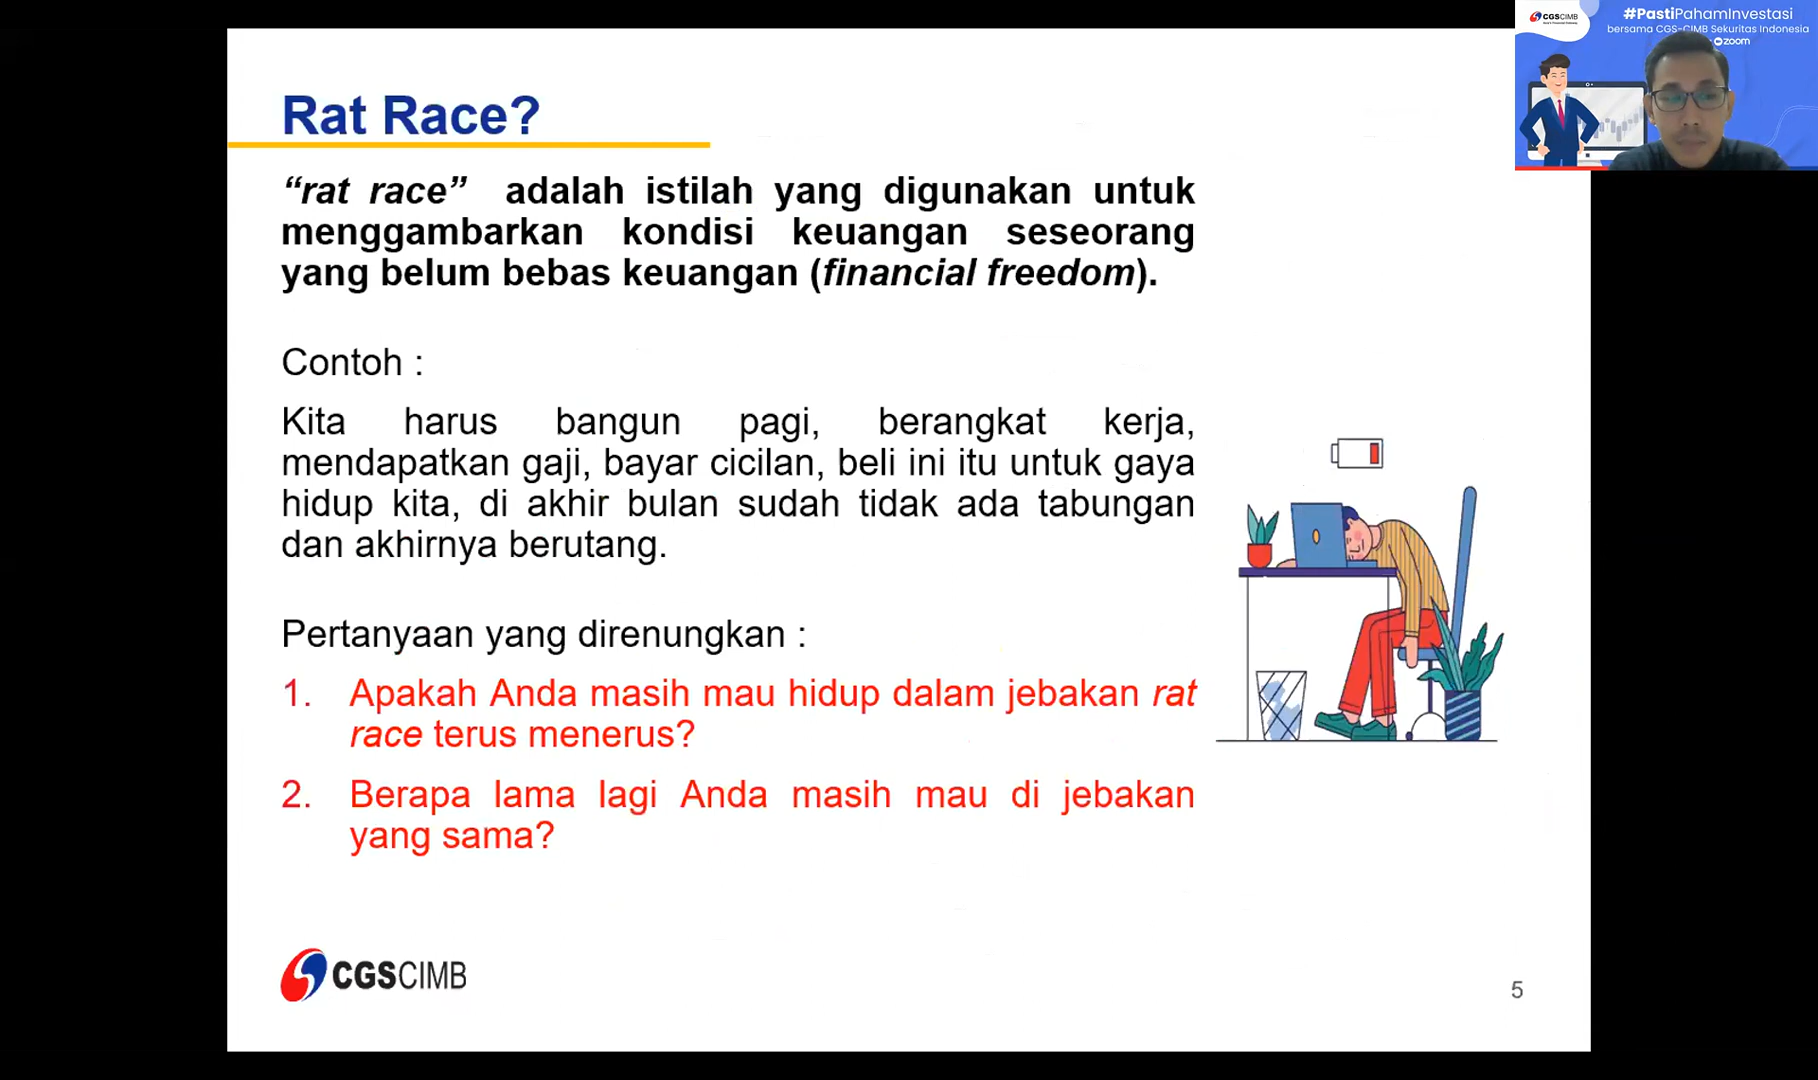 Rat Race?
“rat race” adalah istilah yang digunakan untuk
menggambarkan kondisi keuangan seseorang
yang belum bebas keuangan (financial freedom).
Contoh :
Kita harus bangun pagi, berangkat kerja,
mendapatkan gaji, bayar cicilan, beli ini itu untuk gaya
hidup kita, di akhir bulan sudah tidak ada tabungan
dan akhirnya berutang.
Pertanyaan yang direnungkan :
1. Apakah Anda masih mau hidup dalam jebakan rat
race terus menerus?
2. Berapa lama lagi Anda masih mau di jebakan
yang sama?
CGSCIMB
5
CGSCIMB
#PastiPahamInvestasi
bersama CGS-CIMB Sekuritas Indonesia
zoom